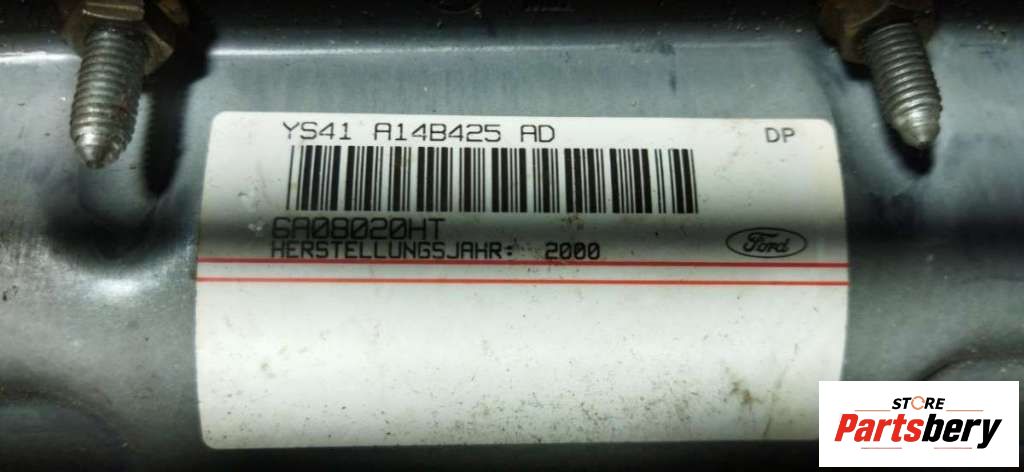 YS41 A14B425 AD
DP
6A08020HT
HERSTELLUNGSJAHR: 2000
Ford
STORE
Partsbery